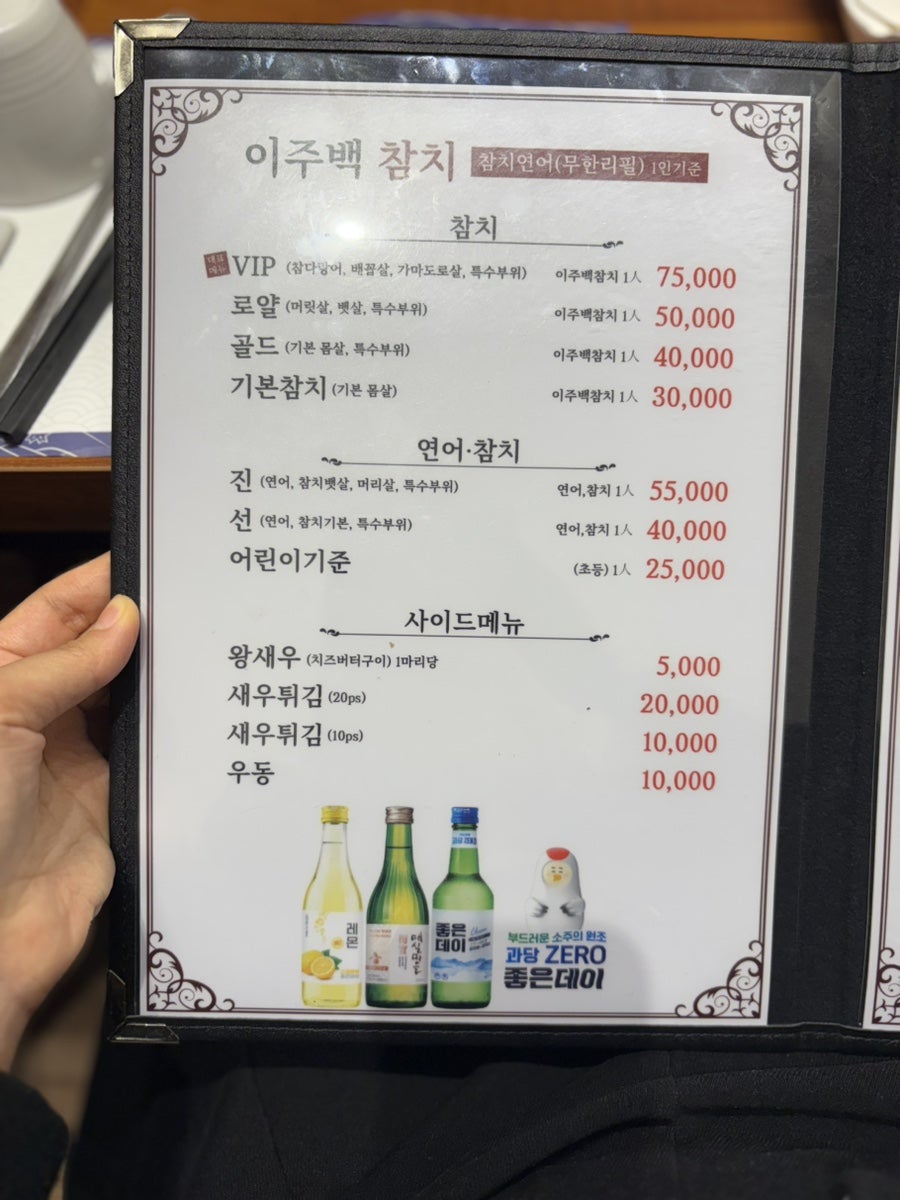 이주백 참치 참치연어(무한리필) 1인기준
참치
대표
메뉴
VIP (참다랑어, 배꼽살, 가마도로살, 특수부위) 이주백참치 1人 75,000
로얄 (머릿살, 뱃살, 특수부위) 이주백참치 1人 50,000
골드 (기본 몸살, 특수부위) 이주백참치 1人 40,000
기본참치 (기본 몸살) 이주백참치 1人 30,000
연어·참치
진 (연어, 참치뱃살, 머리살, 특수부위) 연어,참치 1人 55,000
선 (연어, 참치기본, 특수부위) 연어,참치 1人 40,000
어린이기준 (초등) 1人 25,000
사이드메뉴
왕새우 (치즈버터구이) 1마리당 5,000
새우튀김 (20ps) 20,000
새우튀김 (10ps) 10,000
우동 10,000
레몬
매실마을
과당 ZERO
좋은
데이
부드러운 소주의 원조
과당 ZERO
좋은데이